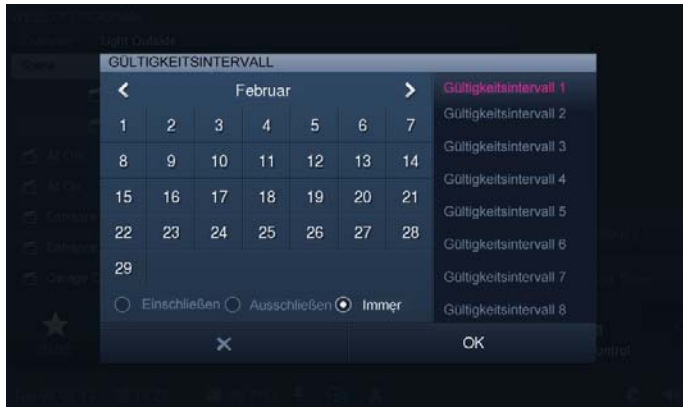 Light Outside
GÜLTIGKEITSINTERVALL
Februar
1 2 3 4 5 6 7
8 9 10 11 12 13 14
15 16 17 18 19 20 21
22 23 24 25 26 27 28
29
Einschließen Ausschließen Immer
Gültigkeitsintervall 1
Gültigkeitsintervall 2
Gültigkeitsintervall 3
Gültigkeitsintervall 4
Gültigkeitsintervall 5
Gültigkeitsintervall 6
Gültigkeitsintervall 7
Gültigkeitsintervall 8
OK